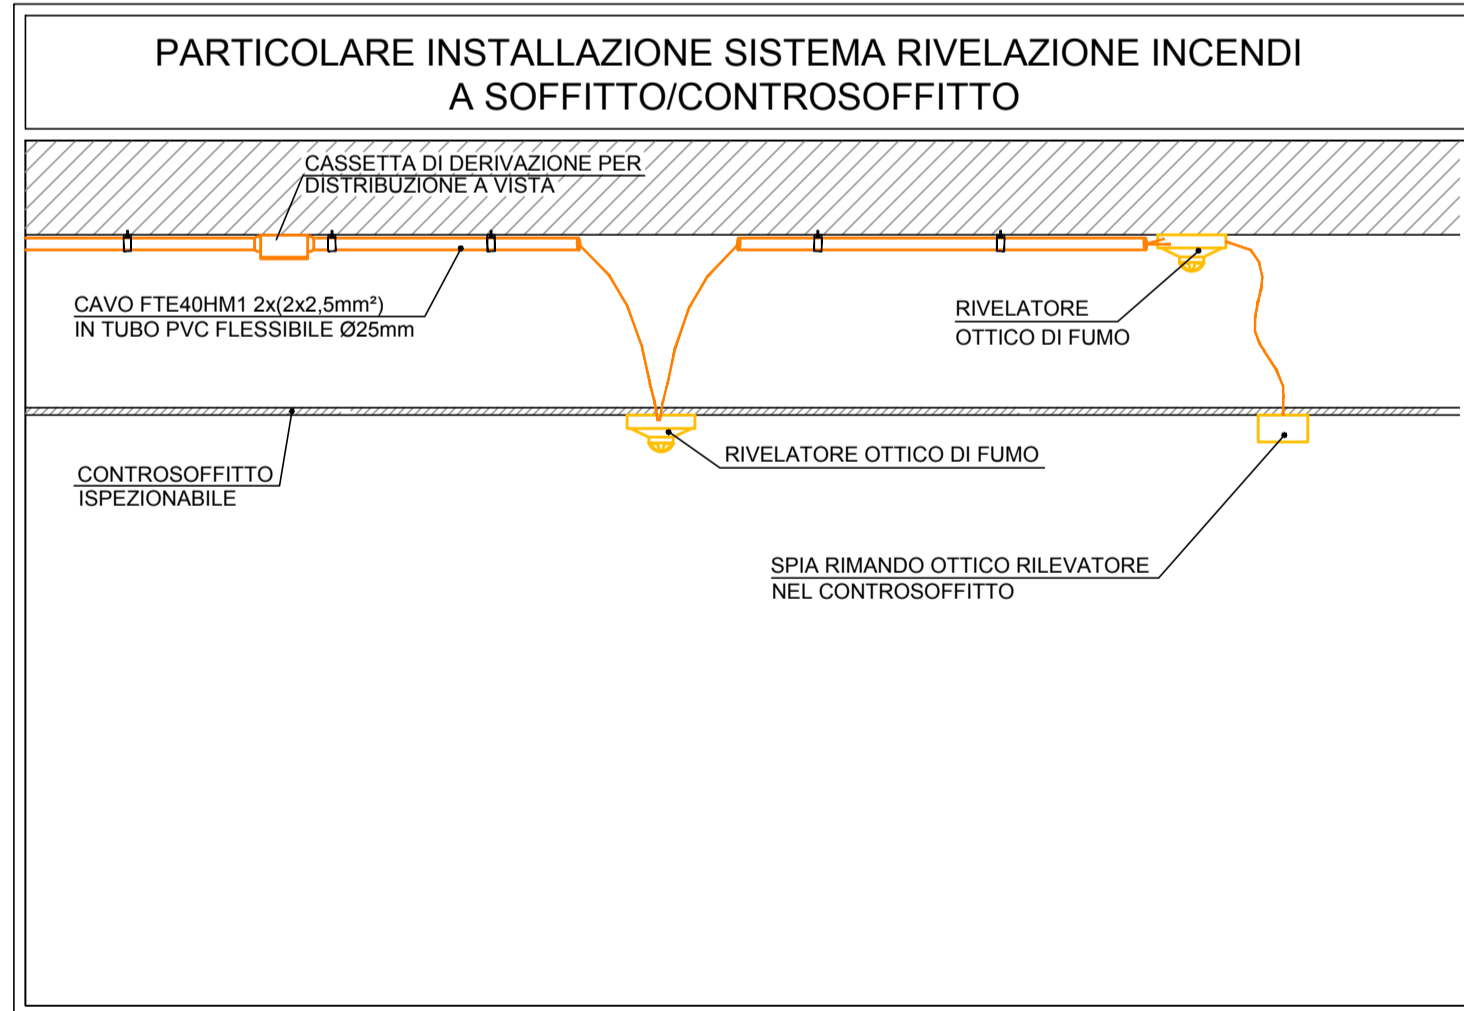 PARTICOLARE INSTALLAZIONE SISTEMA RIVELAZIONE INCENDI
A SOFFITTO/CONTROSOFFITTO
CASSETTA DI DERIVAZIONE PER
DISTRIBUZIONE A VISTA
CAVO FTE40HM1 2x(2x2,5mm²)
IN TUBO PVC FLESSIBILE Ø25mm
RIVELATORE
OTTICO DI FUMO
RIVELATORE OTTICO DI FUMO
CONTROSOFFITTO
ISPEZIONABILE
SPIA RIMANDO OTTICO RILEVATORE
NEL CONTROSOFFITTO